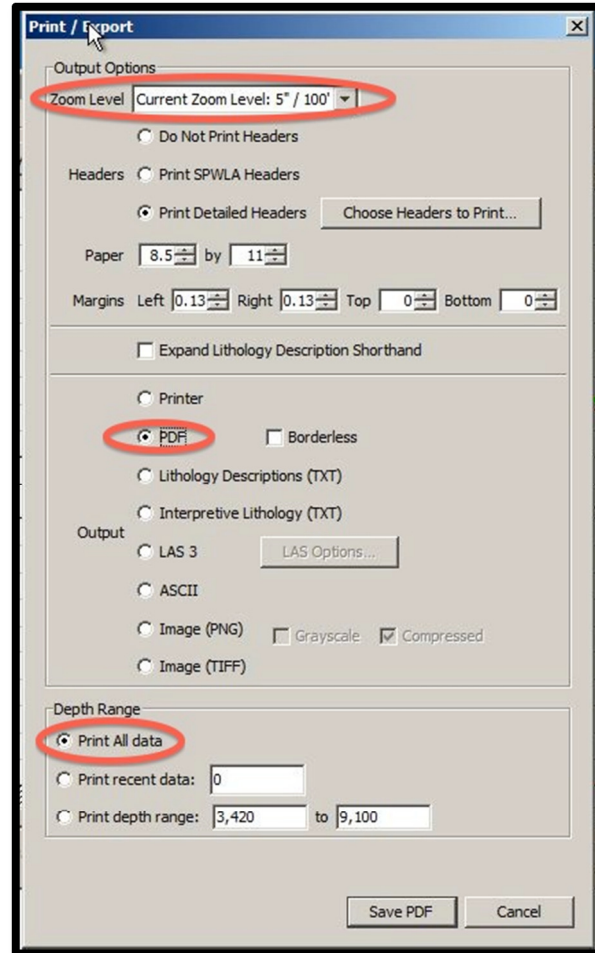 Print / Export
Output Options
Zoom Level Current Zoom Level: 5" / 100'
Do Not Print Headers
Headers Print SPWLA Headers
Print Detailed Headers Choose Headers to Print...
Paper 8.5 by 11
Margins Left 0.13 Right 0.13 Top 0 Bottom 0
Expand Lithology Description Shorthand
Printer
PDF Borderless
Lithology Descriptions (TXT)
Interpretive Lithology (TXT)
Output
LAS 3 LAS Options...
ASCII
Image (PNG) Grayscale Compressed
Image (TIFF)
Depth Range
Print All data
Print recent data: 0
Print depth range: 3,420 to 9,100
Save PDF Cancel